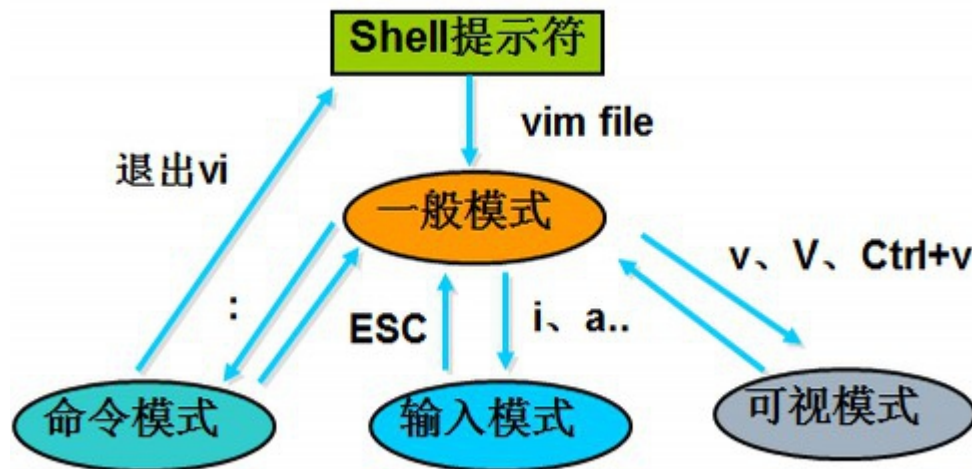 Shell提示符
vim file
退出vi
一般模式
v、V、Ctrl+v
:
ESC
i、a..
命令模式
输入模式
可视模式